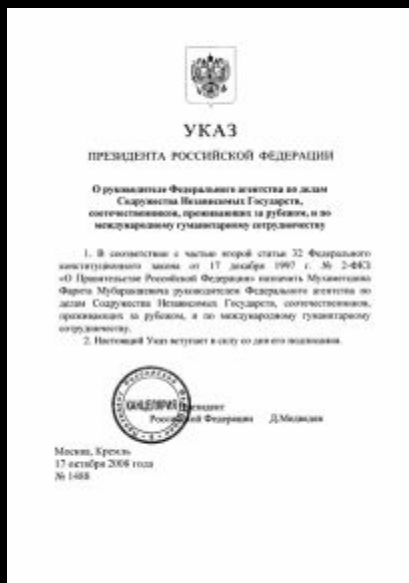 УКАЗ
ПРЕЗИДЕНТА РОССИЙСКОЙ ФЕДЕРАЦИИ
О руководителе Федерального агентства по делам
Содружества Независимых Государств,
соотечественников, проживающих за рубежом, и по
международному гуманитарному сотрудничеству
1. В соответствии с частью второй статьи 32 Федерального
конституционного закона от 17 декабря 1997 г. № 2-ФКЗ
«О Правительстве Российской Федерации» назначить Мухаметшина
Фарита Мубаракшевича руководителем Федерального агентства по
делам Содружества Независимых Государств, соотечественников,
проживающих за рубежом, и по международному гуманитарному
сотрудничеству.
2. Настоящий Указ вступает в силу со дня его подписания.
КАНЦЕЛЯРИЯ
Президент
Российской Федерации Д.Медведев
Москва, Кремль
17 октября 2008 года
№ 1488